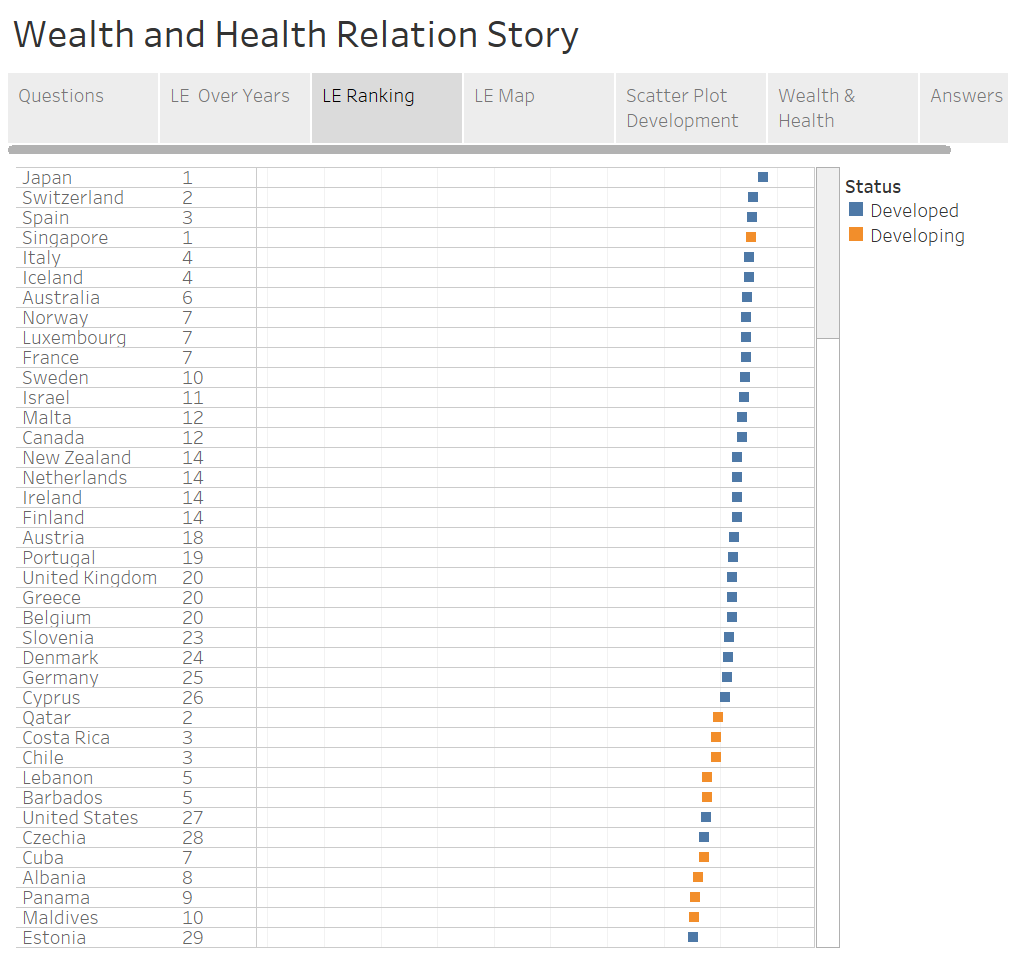 Wealth and Health Relation Story
Questions
LE Over Years
LE Ranking
LE Map
Scatter Plot
Development
Wealth &
Health
Answers
Japan 1
Switzerland 2
Spain 3
Singapore 1
Italy 4
Iceland 4
Australia 6
Norway 7
Luxembourg 7
France 7
Sweden 10
Israel 11
Malta 12
Canada 12
New Zealand 14
Netherlands 14
Ireland 14
Finland 14
Austria 18
Portugal 19
United Kingdom 20
Greece 20
Belgium 20
Slovenia 23
Denmark 24
Germany 25
Cyprus 26
Qatar 2
Costa Rica 3
Chile 3
Lebanon 5
Barbados 5
United States 27
Czechia 28
Cuba 7
Albania 8
Panama 9
Maldives 10
Estonia 29
Status
Developed
Developing